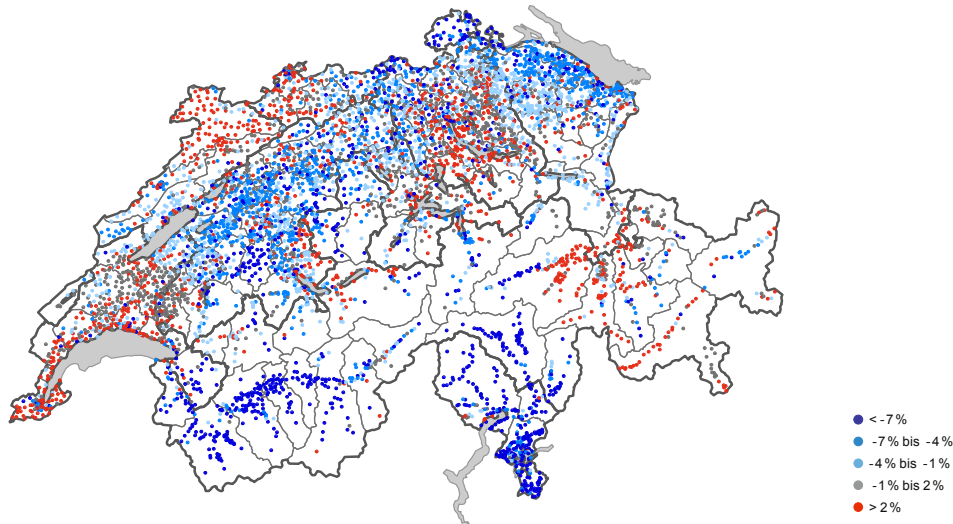 < -7 %
-7 % bis -4 %
-4 % bis -1 %
-1 % bis 2 %
> 2 %